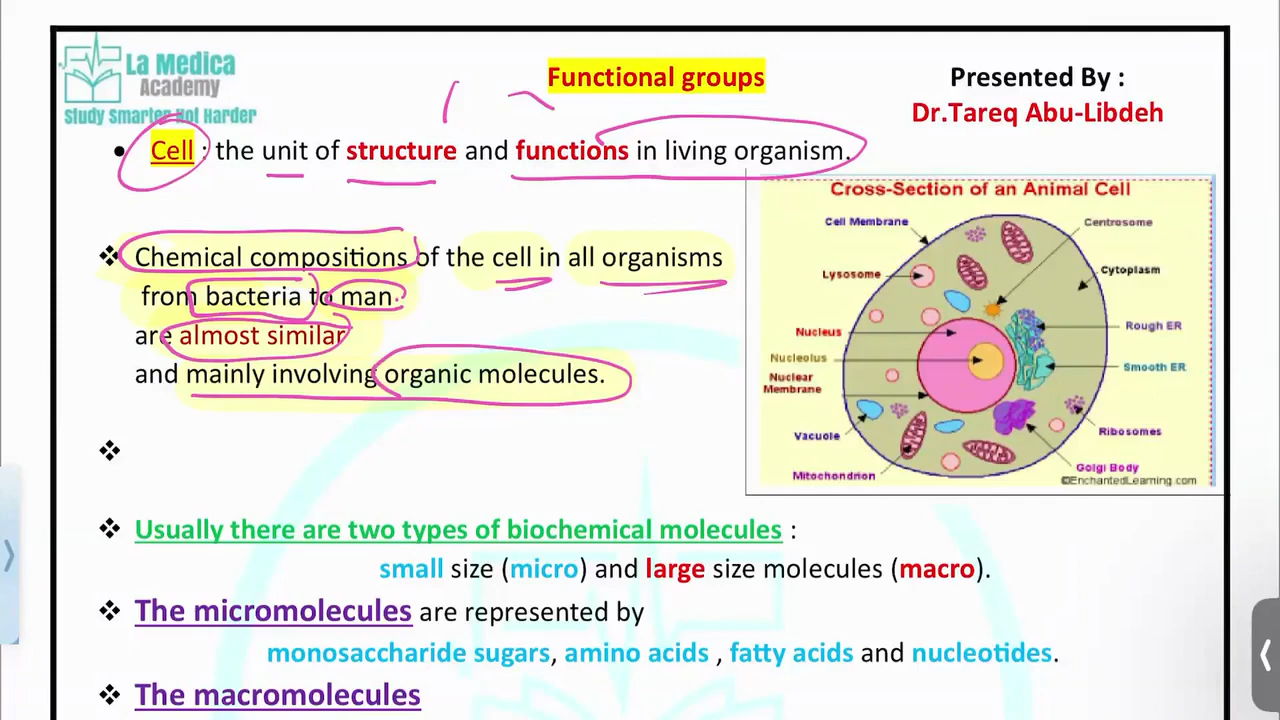 La Medica
Academy
Study Smarter Not Harder
Functional groups
Presented By :
Dr.Tareq Abu-Libdeh
• Cell : the unit of structure and functions in living organism.
❖ Chemical compositions of the cell in all organisms
from bacteria to man.
are almost similar
and mainly involving organic molecules.
❖
Cross-Section of an Animal Cell
Cell Membrane
Centrosome
Lysosome
Cytoplasm
Nucleus
Rough ER
Nucleolus
Smooth ER
Nuclear
Membrane
Vacuole
Ribosomes
Mitochondrion
Golgi Body
©EnchantedLearning.com
❖ Usually there are two types of biochemical molecules :
small size (micro) and large size molecules (macro).
❖ The micromolecules are represented by
monosaccharide sugars, amino acids , fatty acids and nucleotides.
❖ The macromolecules